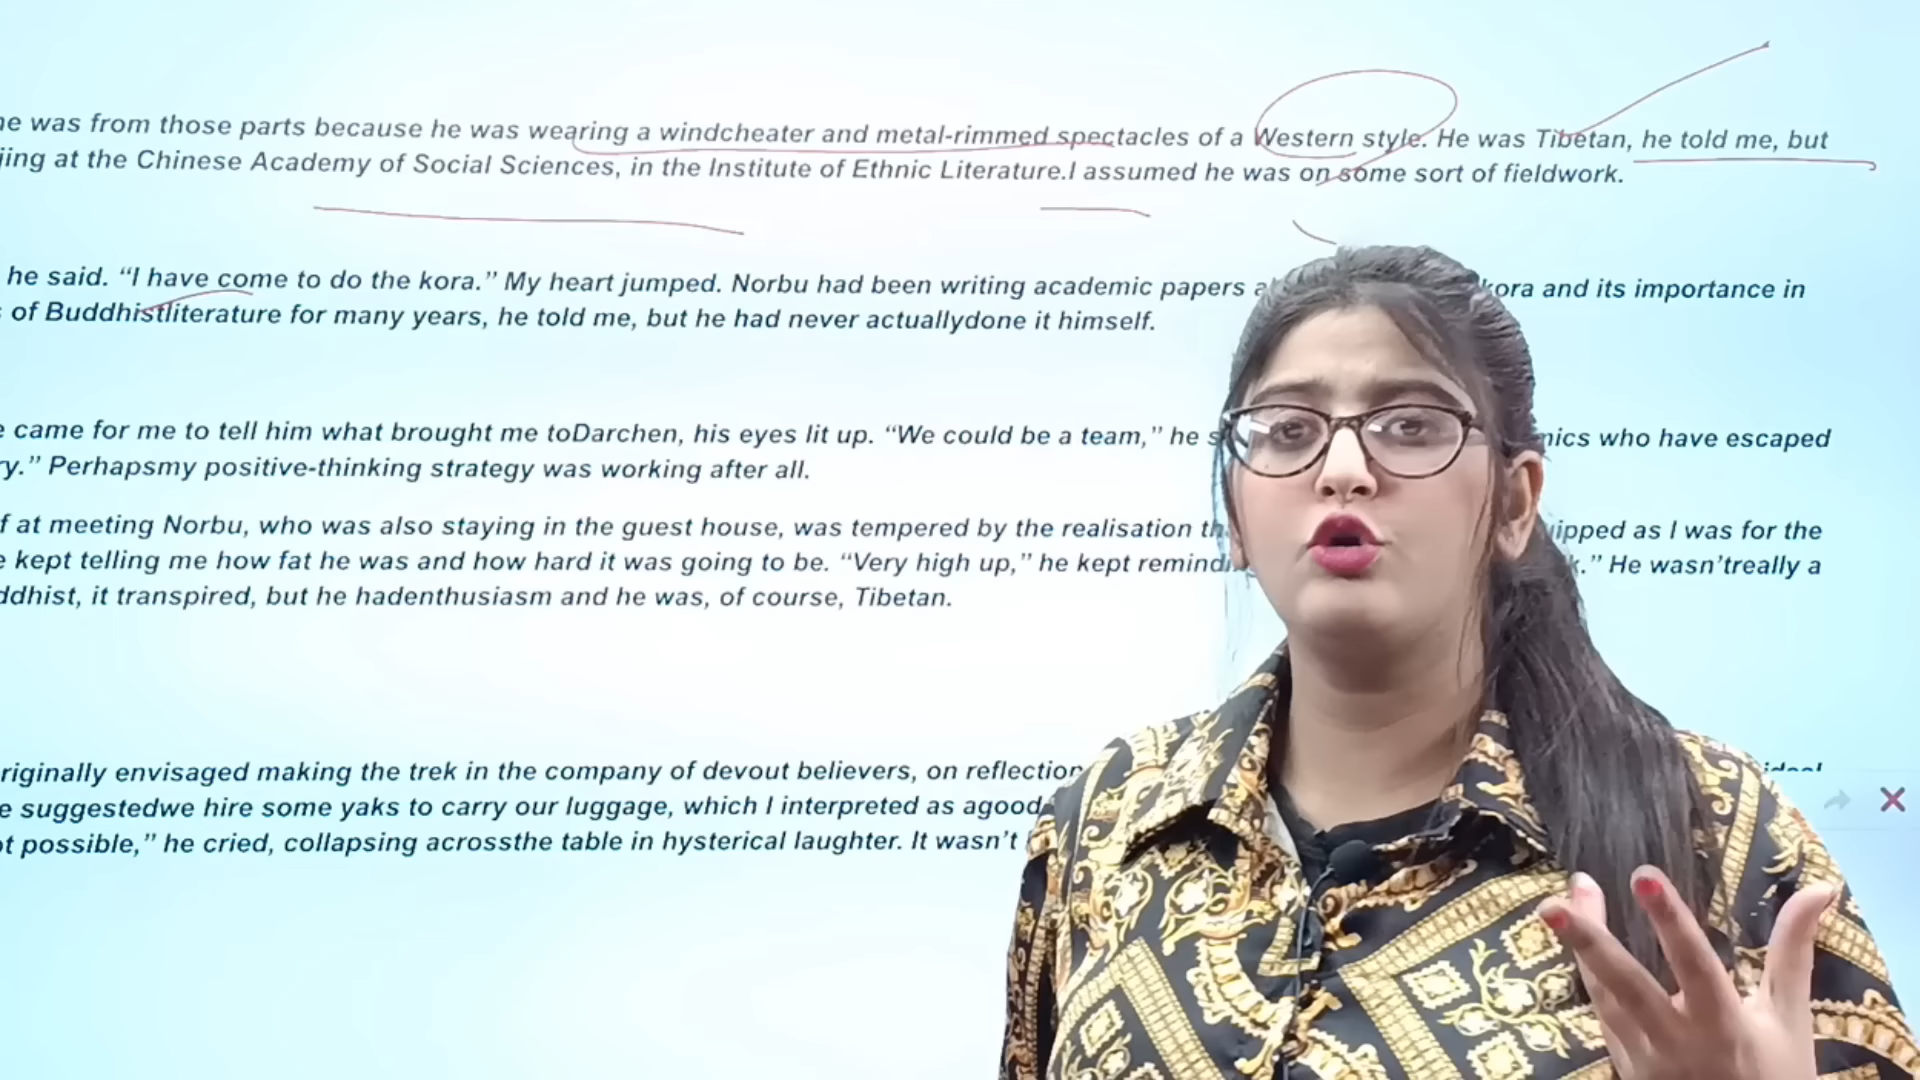 he was from those parts because he was wearing a windcheater and metal-rimmed spectacles of a Western style. He was Tibetan, he told me, but
jing at the Chinese Academy of Social Sciences, in the Institute of Ethnic Literature.I assumed he was on some sort of fieldwork.
he said. “I have come to do the kora.” My heart jumped. Norbu had been writing academic papers kora and its importance in
of Buddhistliterature for many years, he told me, but he had never actuallydone it himself.
came for me to tell him what brought me toDarchen, his eyes lit up. “We could be a team,” he who have escaped
Perhapsmy positive-thinking strategy was working after all.
at meeting Norbu, who was also staying in the guest house, was tempered by the realisation as I was for the
kept telling me how fat he was and how hard it was going to be. “Very high up,” he kept He wasn’treally a
it transpired, but he hadenthusiasm and he was, of course, Tibetan.
envisaged making the trek in the company of devout believers, on reflection
suggestedwe hire some yaks to carry our luggage, which I interpreted as agood
possible,” he cried, collapsing acrossthe table in hysterical laughter. It wasn’t